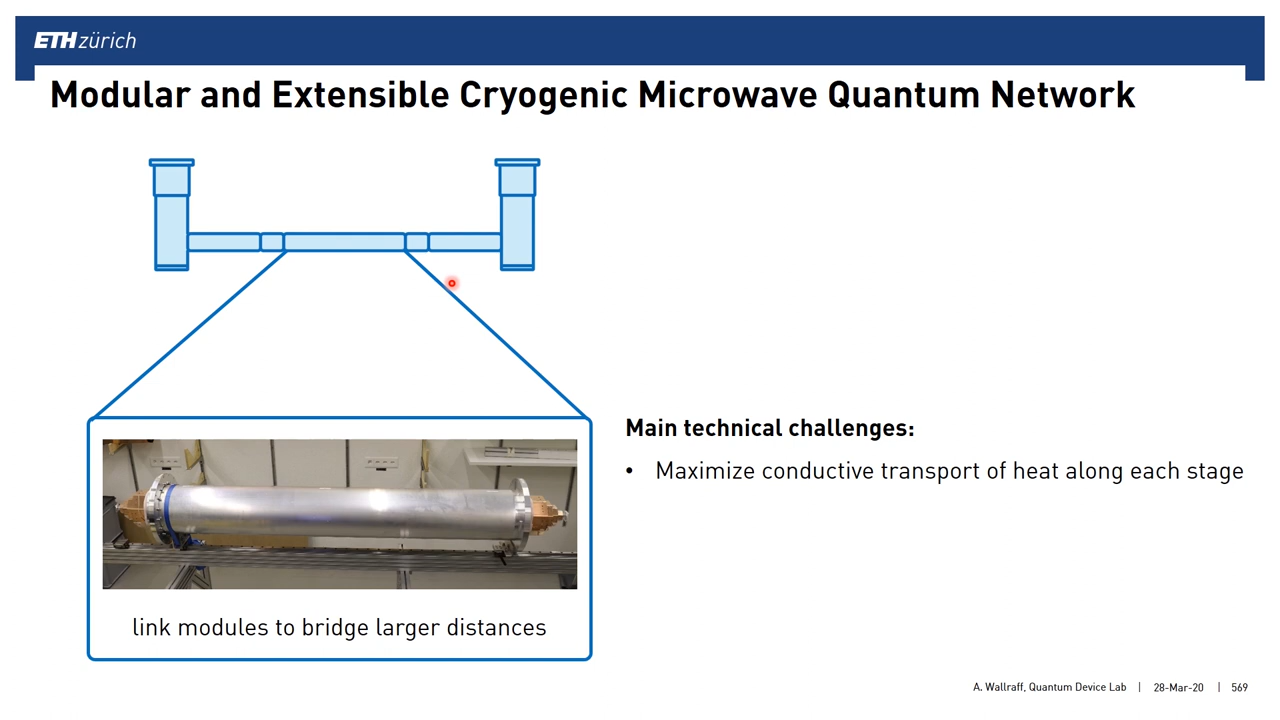 ETH zürich
Modular and Extensible Cryogenic Microwave Quantum Network
Main technical challenges:
• Maximize conductive transport of heat along each stage
link modules to bridge larger distances
A. Wallraff, Quantum Device Lab | 28-Mar-20 | 569